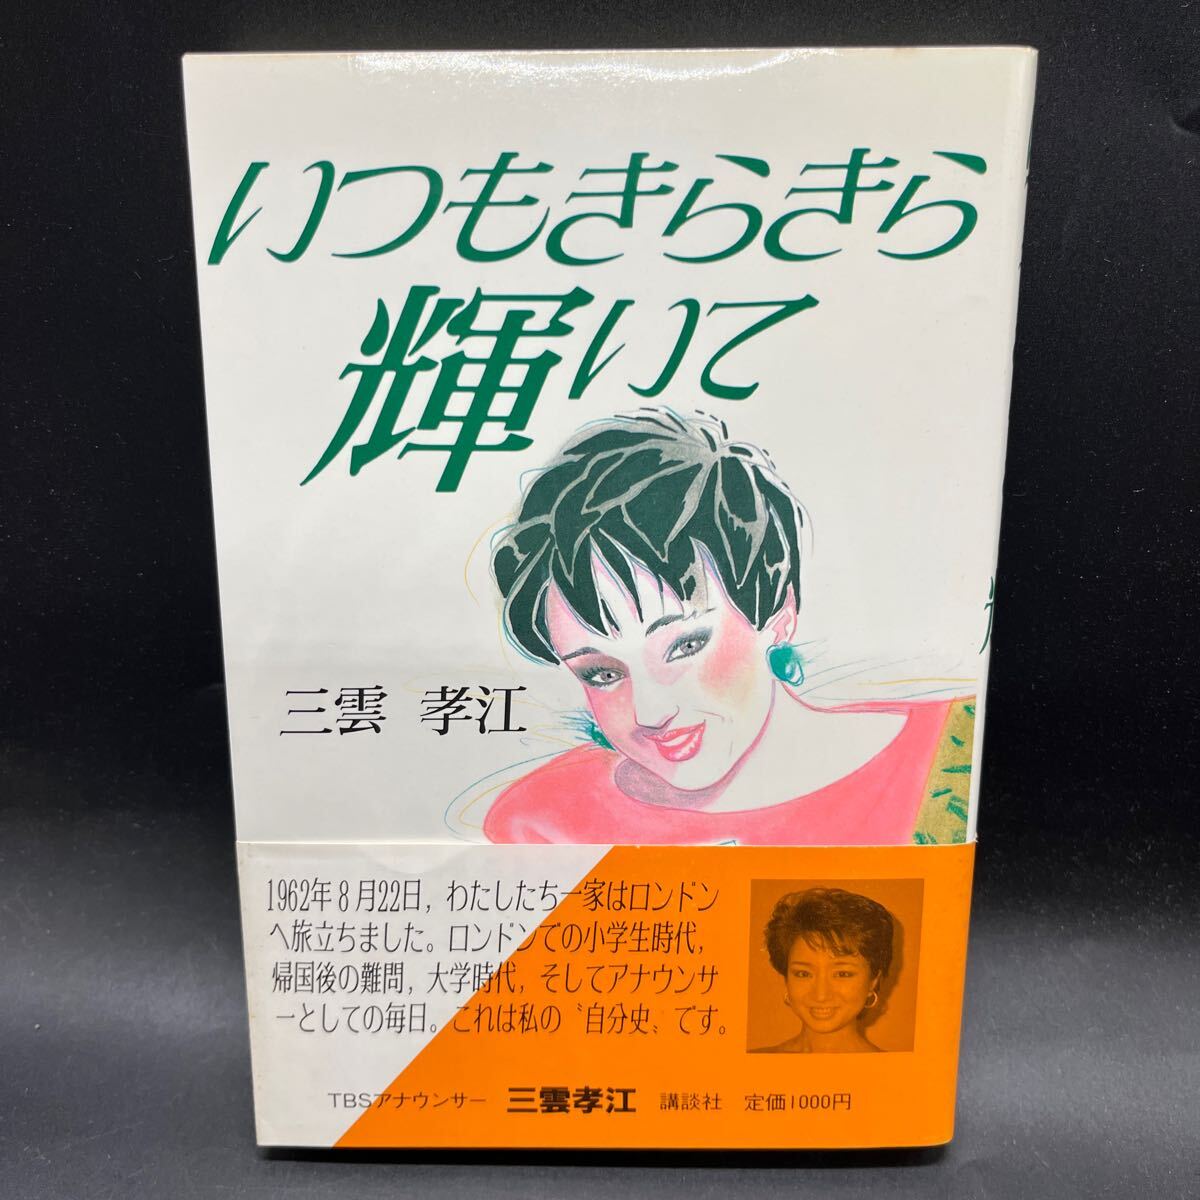 いつもきらきら
輝いて
三雲 孝江
1962年8月22日，わたしたち一家はロンドン
へ旅立ちました。ロンドンでの小学生時代，
帰国後の難問，大学時代，そしてアナウンサ
ーとしての毎日。これは私の〝自分史〟です。
TBSアナウンサー 三雲孝江 講談社 定価1000円